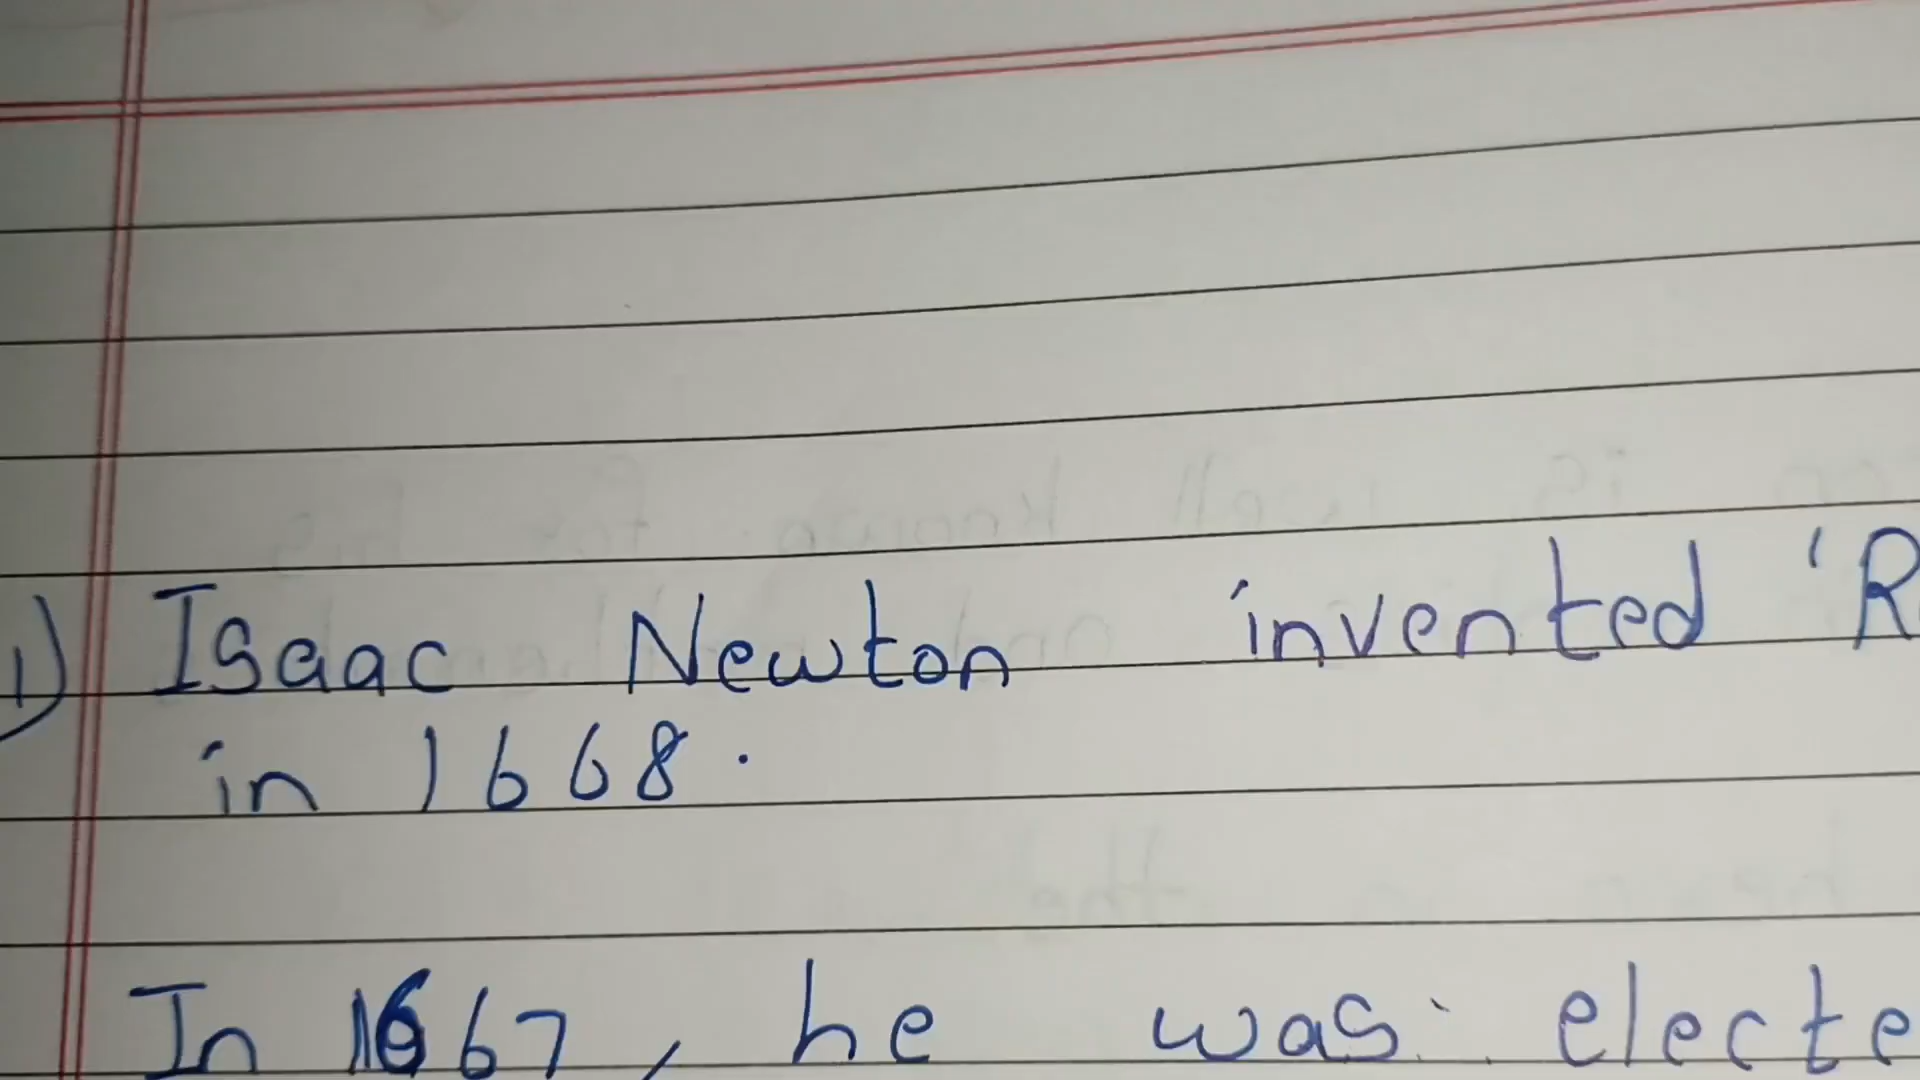 1) Isaac Newton invented 'R
in 1668.
In 1667, he was electe